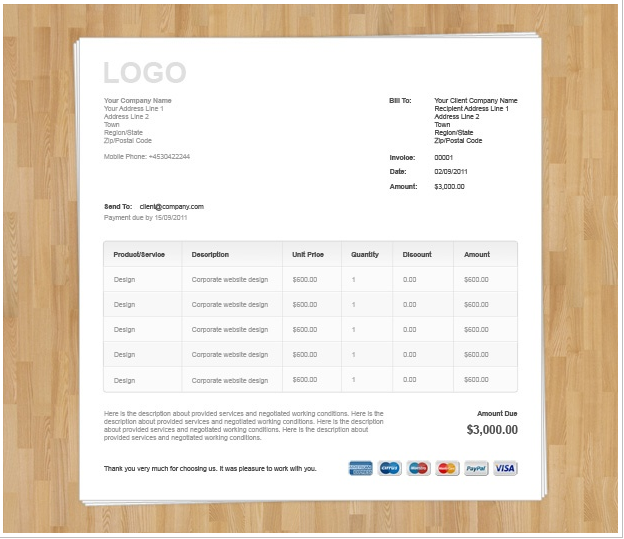 LOGO
Your Company Name
Your Address Line 1
Address Line 2
Town
Region/State
Zip/Postal Code
Mobile Phone: +4530422244
Bill To: Your Client Company Name
Recipient Address Line 1
Address Line 2
Town
Region/State
Zip/Postal Code
Involoe: 00001
Date: 02/09/2011
Amount: $3,000.00
Send To: client@company.com
Payment due by 15/09/2011
Product/Service Description Unit Price Quantity Discount Amount
Design Corporate website design $600.00 1 0.00 $600.00
Design Corporate website design $600.00 1 0.00 $600.00
Design Corporate website design $600.00 1 0.00 $600.00
Design Corporate website design $600.00 1 0.00 $600.00
Design Corporate website design $600.00 1 0.00 $600.00
Here is the description about provided services and negotiated working conditions. Here is the
description about provided services and negotiated working conditions. Here is the description
about provided services and negotiated working conditions. Here is the description about
provided services and negotiated working conditions.
Amount Due
$3,000.00
Thank you very much for choosing us. It was pleasure to work with you.
PayPal VISA